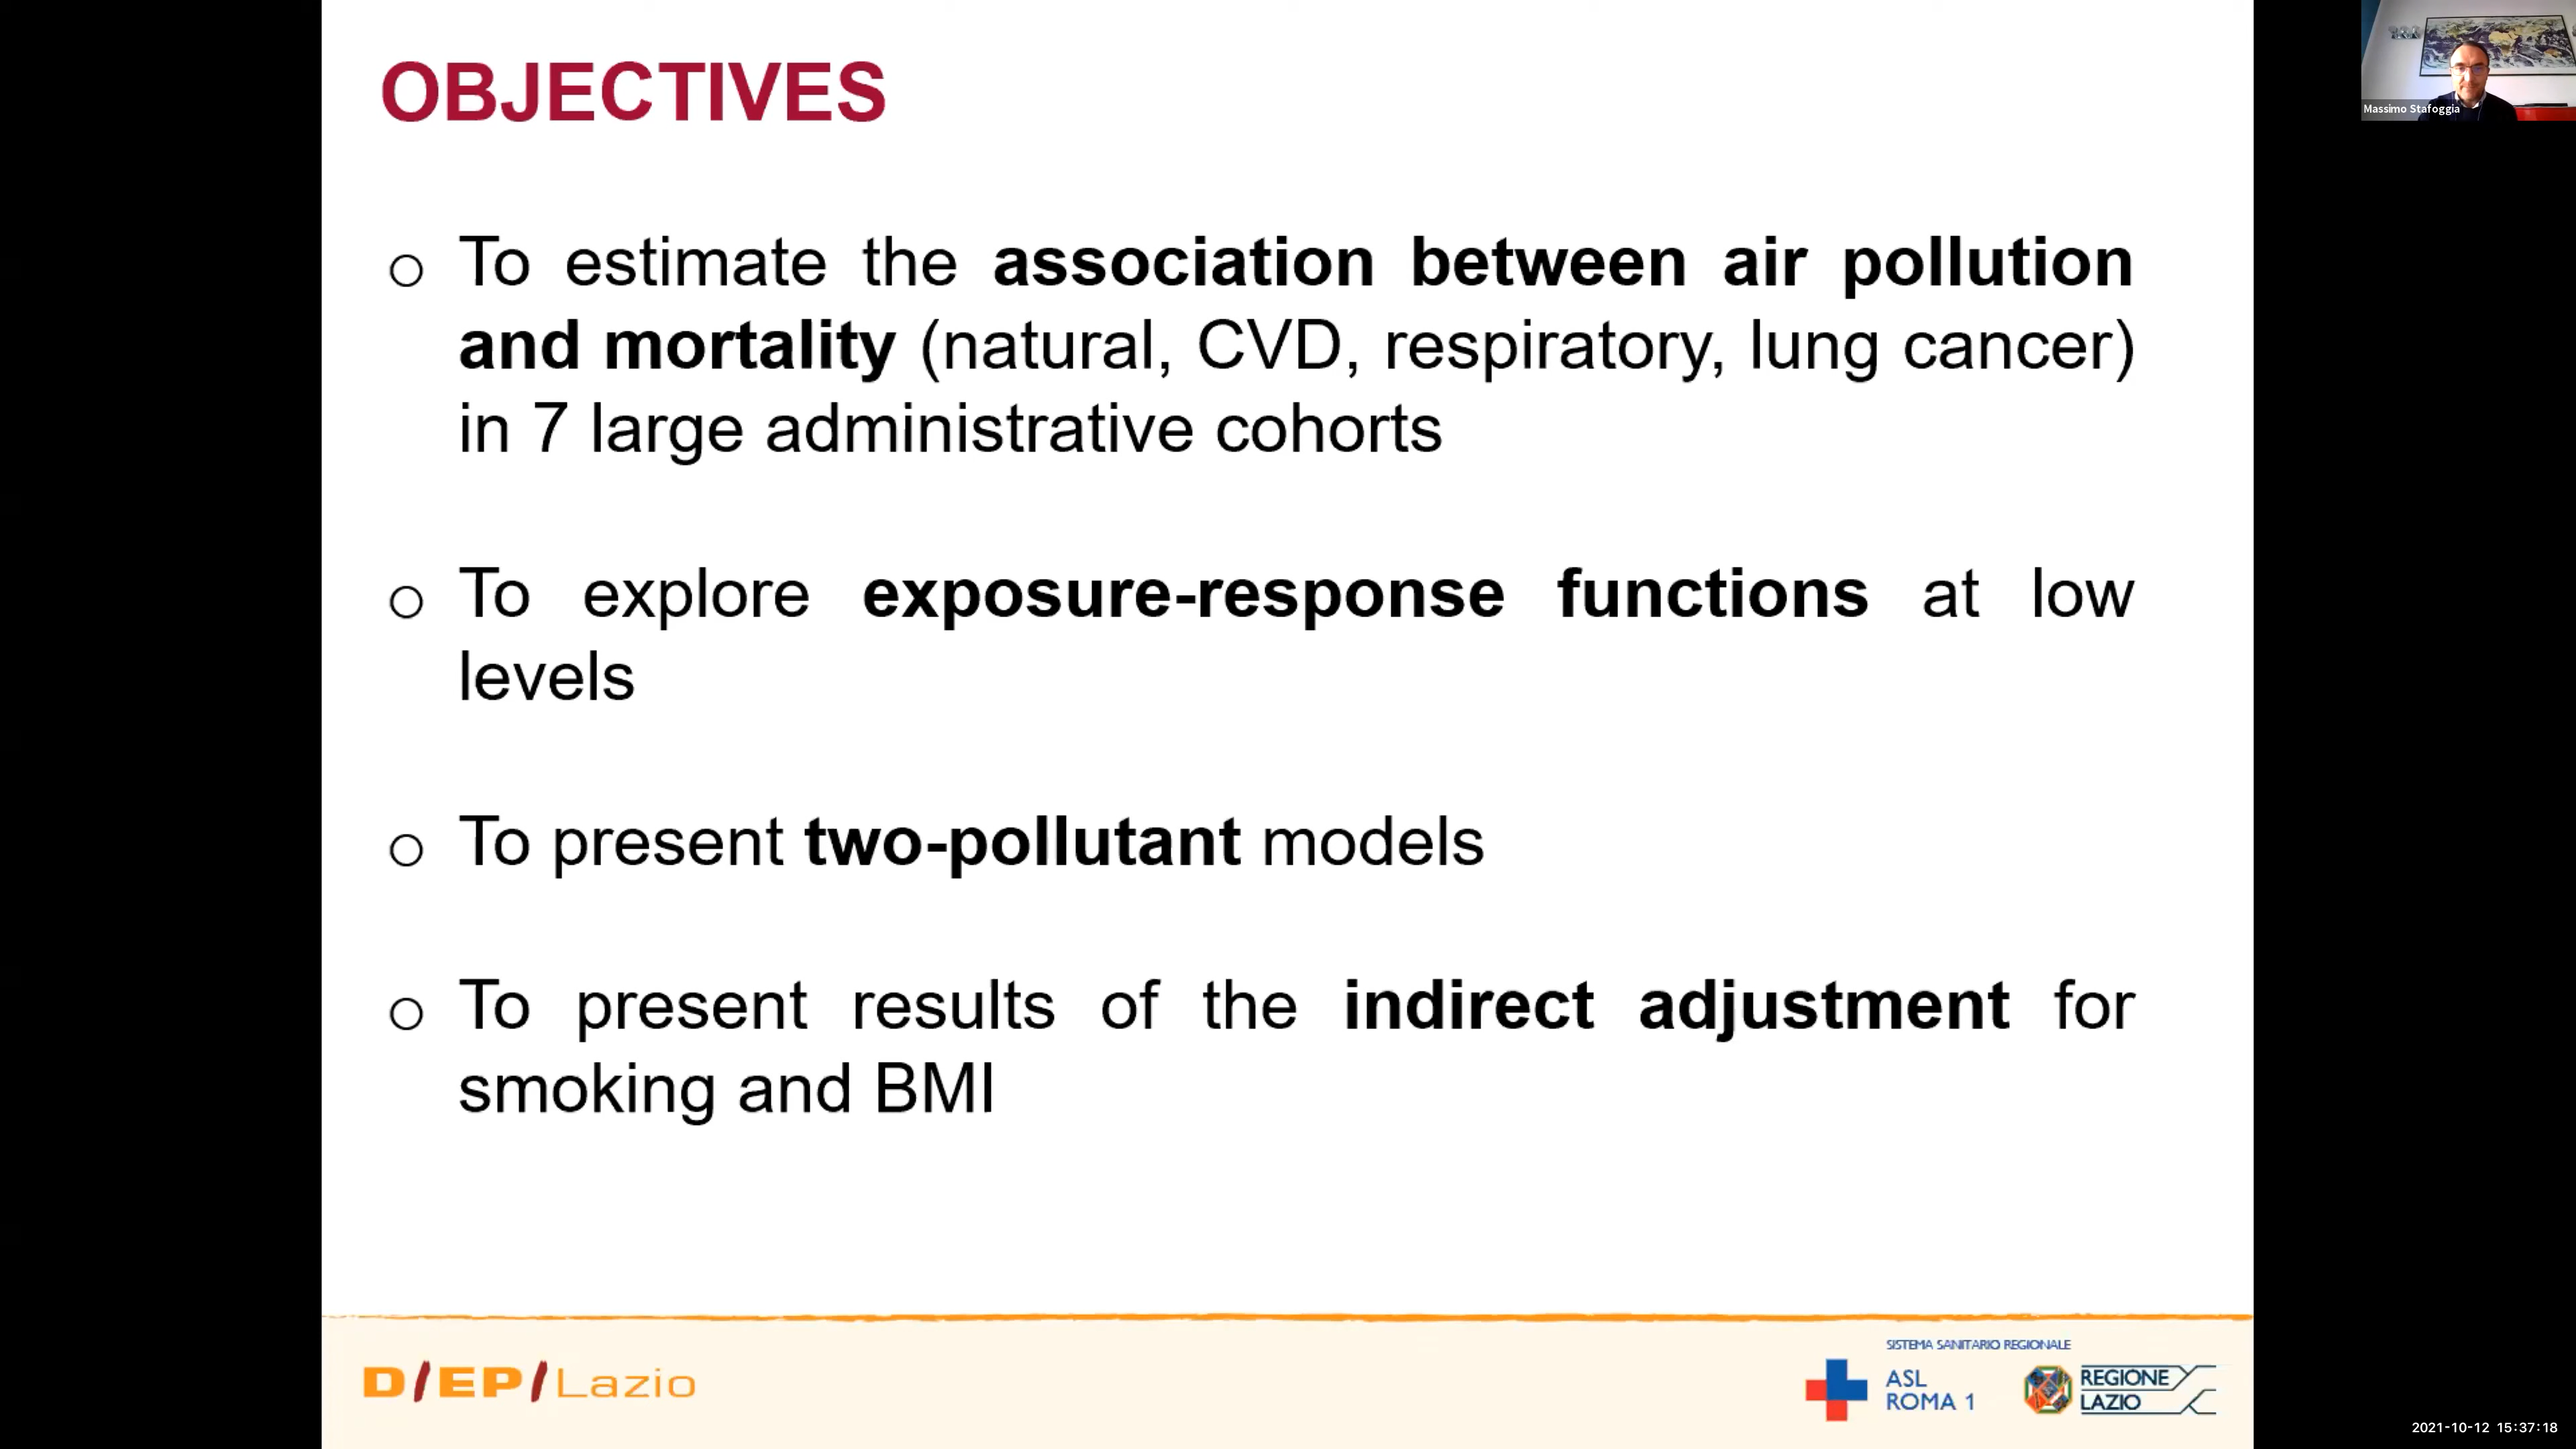 OBJECTIVES
Massimo Stafoggia
○ To estimate the association between air pollution
and mortality (natural, CVD, respiratory, lung cancer)
in 7 large administrative cohorts
○ To explore exposure-response functions at low
levels
○ To present two-pollutant models
○ To present results of the indirect adjustment for
smoking and BMI
D/EP/Lazio
SISTEMA SANITARIO REGIONALE
ASL
ROMA 1
REGIONE
LAZIO
2021-10-12 15:37:18